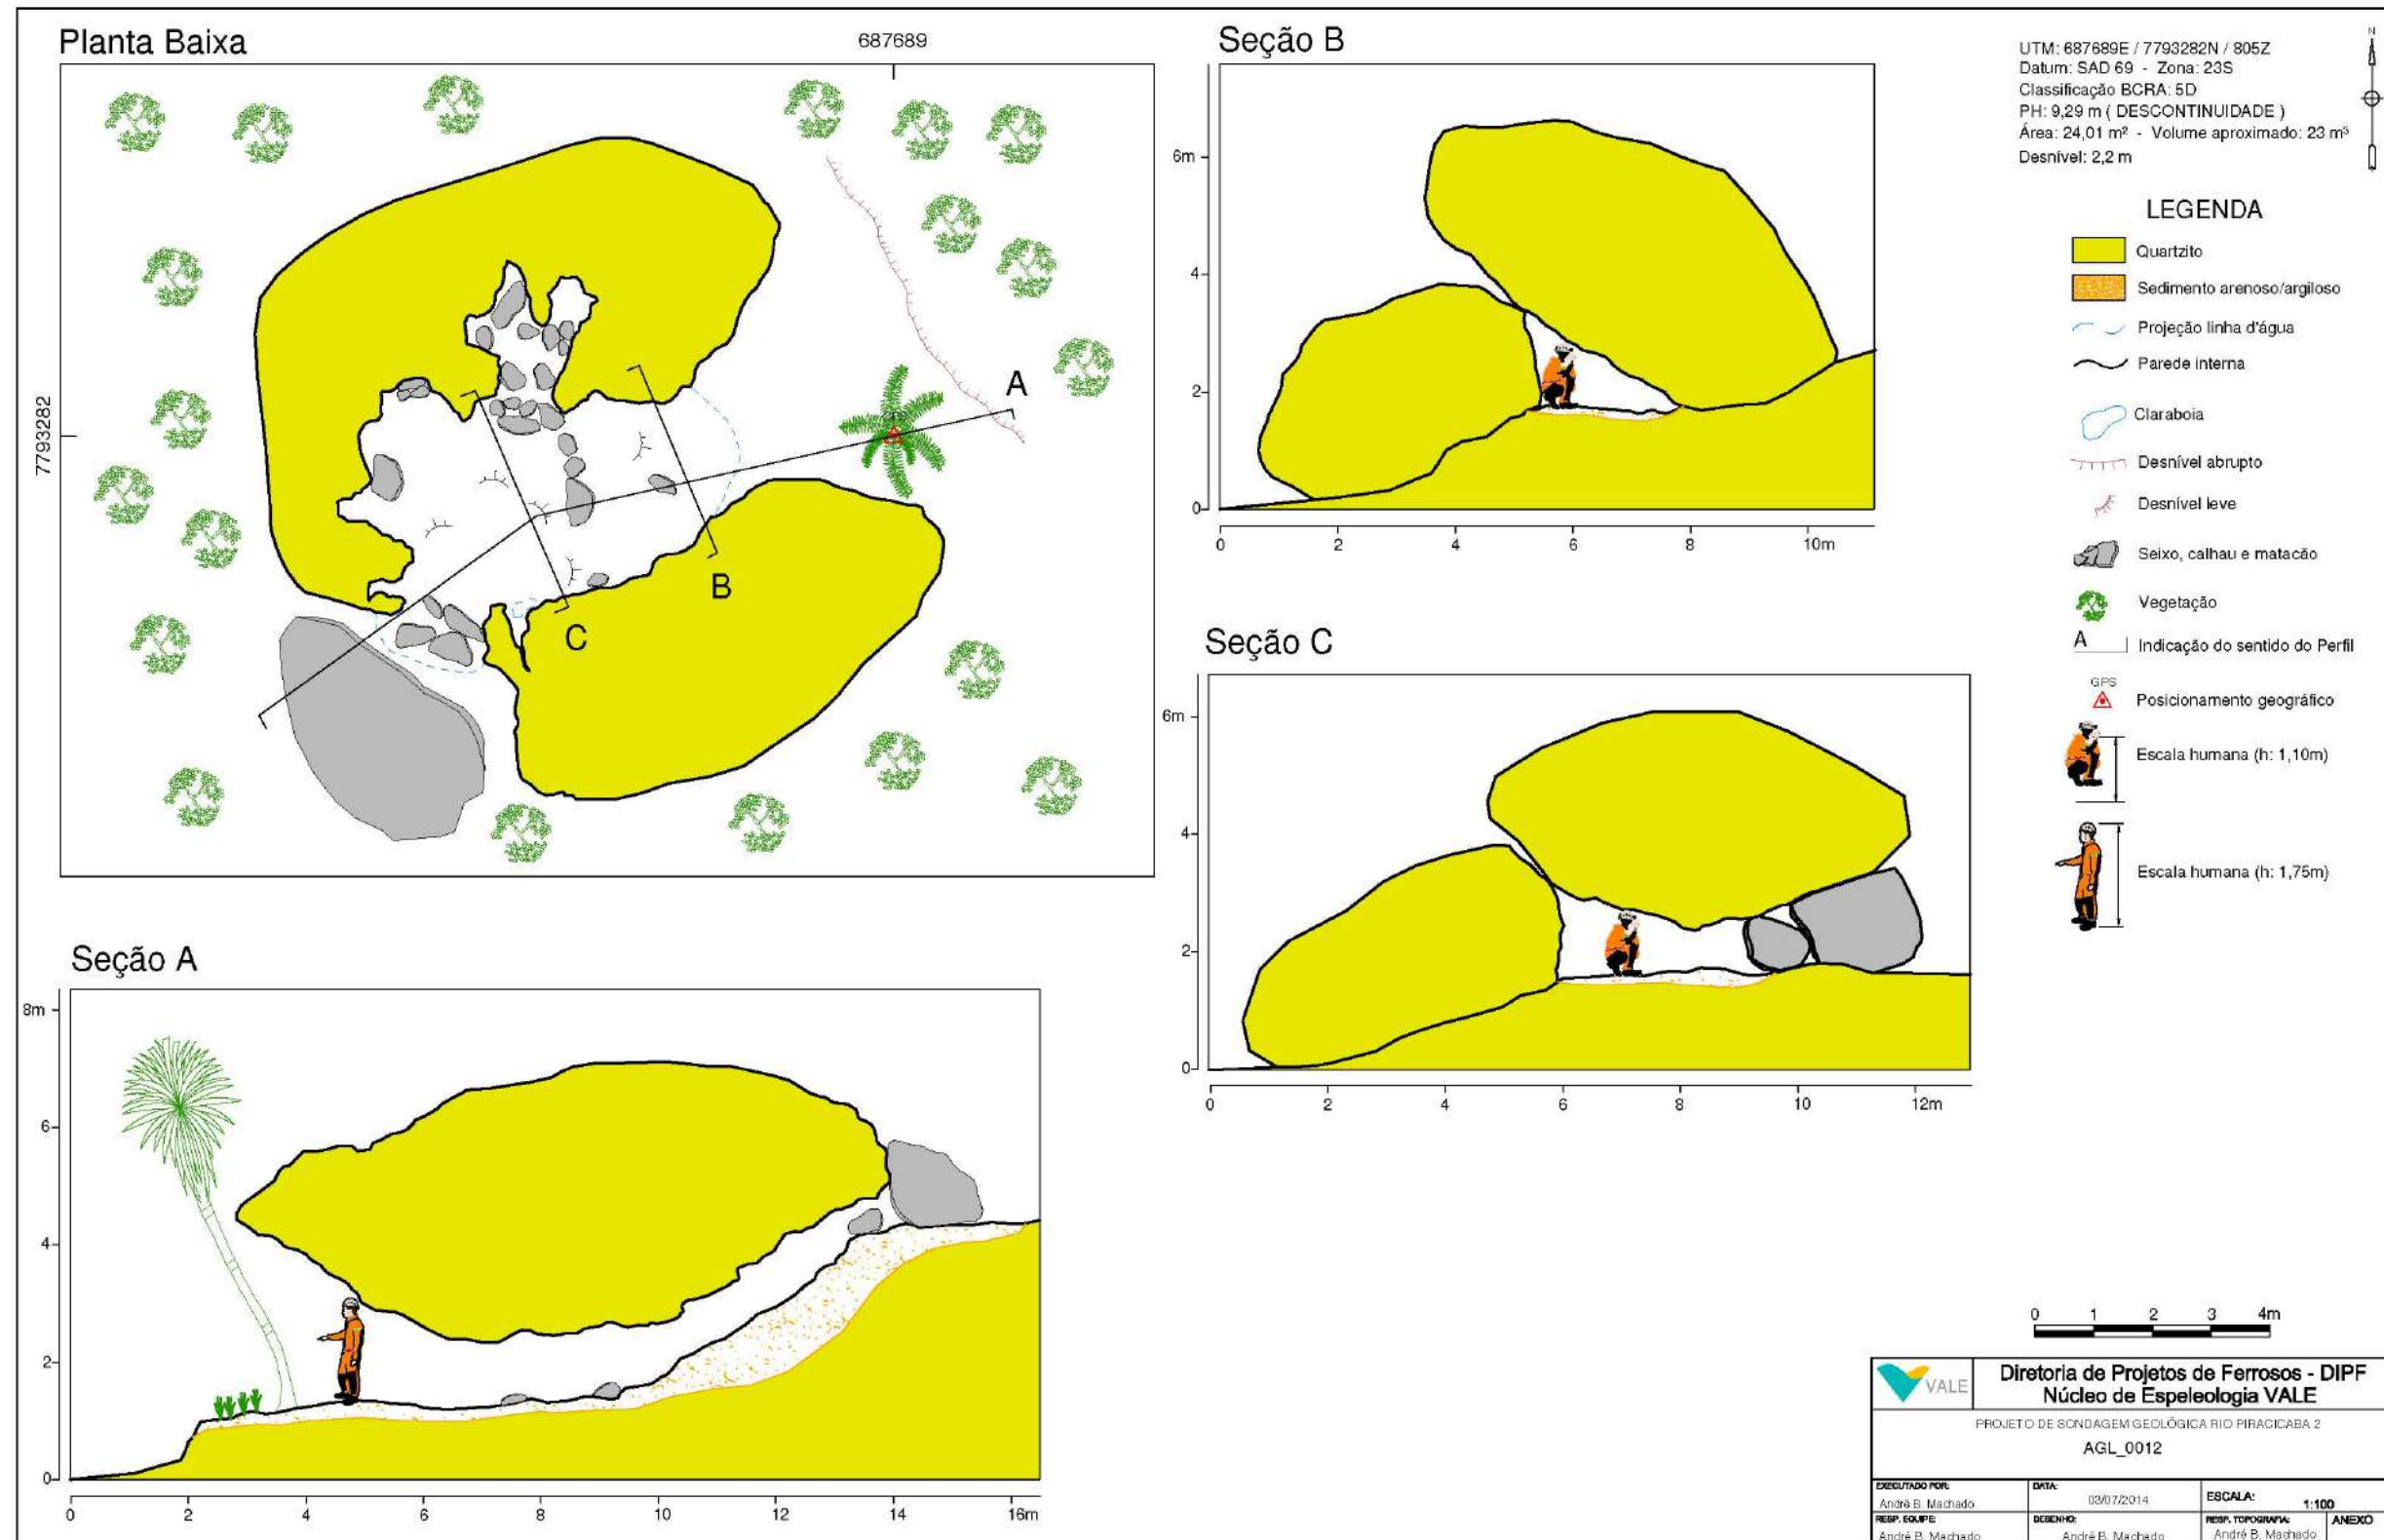 Planta Baixa
687689
7793282
A
B
C
Seção B
6m
4
2
0
0 2 4 6 8 10m
Seção C
6m
4
2
0
0 2 4 6 8 10 12m
Seção A
8m
6
4
2
0
0 2 4 6 8 10 12 14 16m
N
UTM: 687689E / 7793282N / 805Z
Datum: SAD 69 - Zona: 23S
Classificação BCRA: 5D
PH: 9,29 m ( DESCONTINUIDADE )
Área: 24,01 m² - Volume aproximado: 23 m³
Desnível: 2,2 m
LEGENDA
Quartzito
Sedimento arenoso/argiloso
Projeção linha d'água
Parede interna
Claraboia
Desnível abrupto
Desnível leve
Seixo, calhau e matacão
Vegetação
A Indicação do sentido do Perfil
GPS
Posicionamento geográfico
Escala humana (h: 1,10m)
Escala humana (h: 1,75m)
0 1 2 3 4m
VALE
Diretoria de Projetos de Ferrosos - DIPF
Núcleo de Espeleologia VALE
PROJETO DE SONDAGEM GEOLÓGICA RIO PIRACICABA 2
AGL_0012
EXECUTADO POR:
André B. Machado
DATA:
03/07/2014
ESCALA:
1:100
RESP. EQUIPE:
André B. Machado
DESENHO:
André B. Machado
RESP. TOPOGRAFIA:
André B. Machado
ANEXO